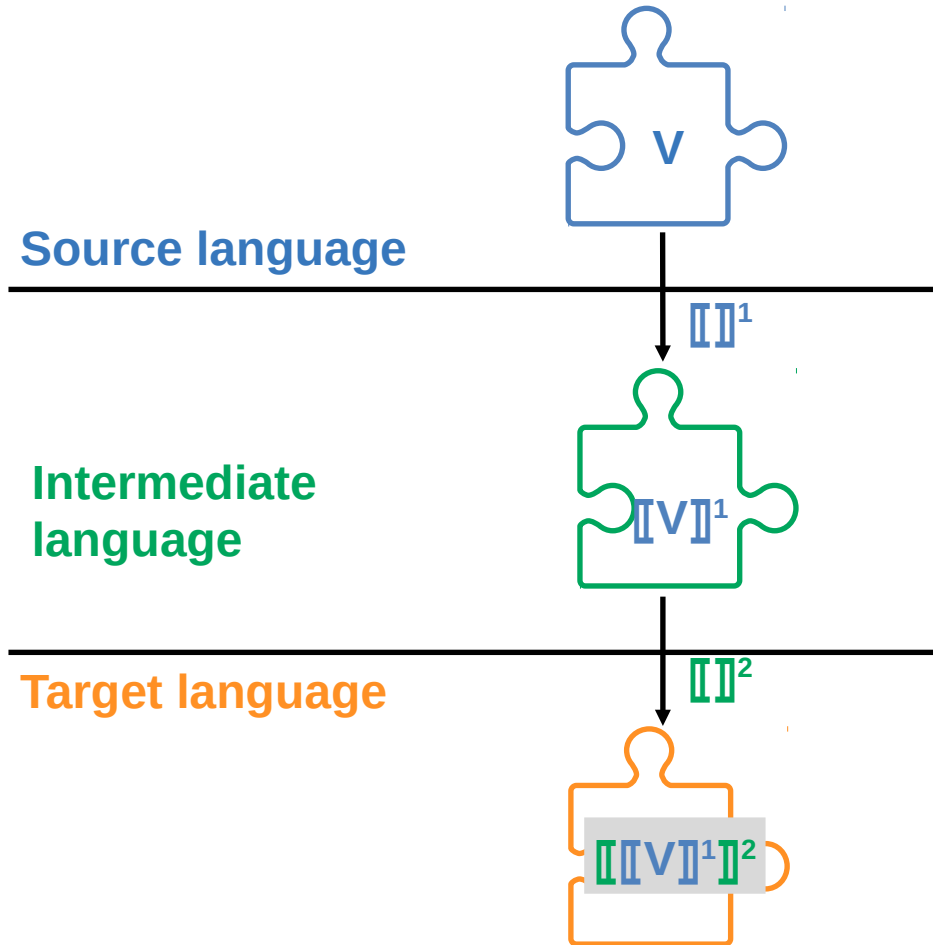 V
Source language
⟦ ⟧¹
Intermediate
language
⟦V⟧¹
Target language
⟦ ⟧²
⟦⟦V⟧¹⟧²